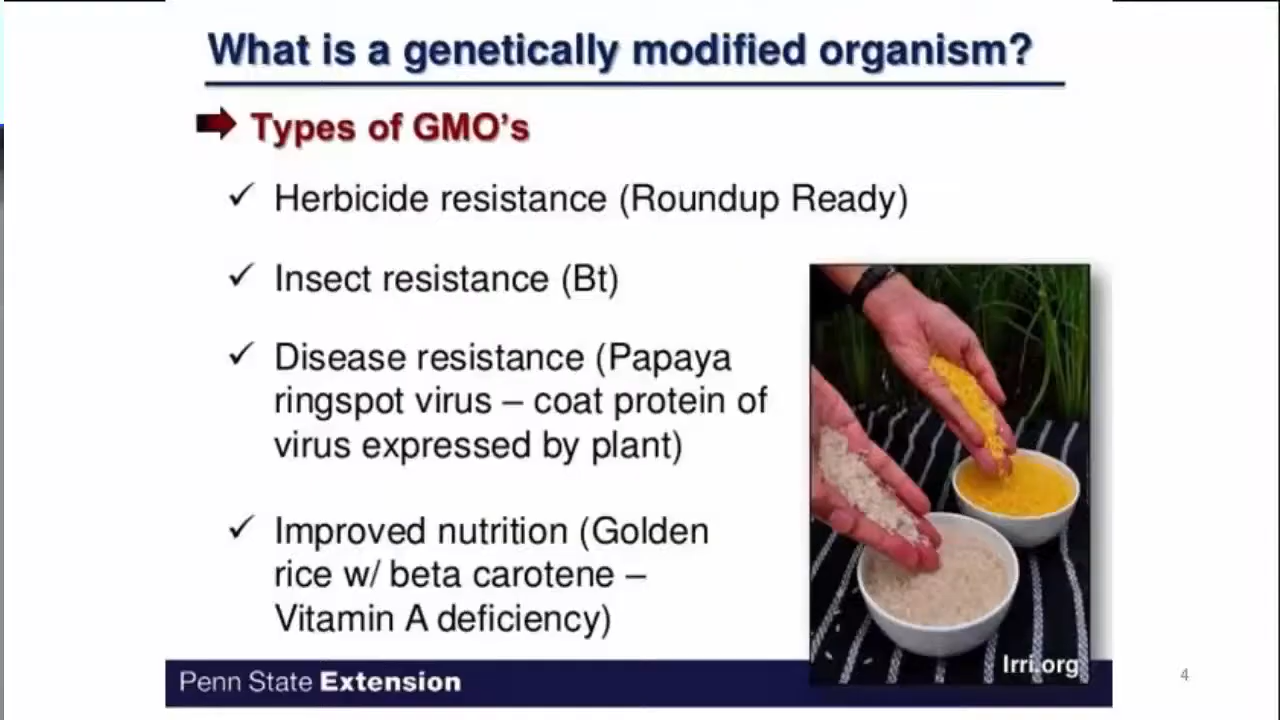 What is a genetically modified organism?
Types of GMO's
✓ Herbicide resistance (Roundup Ready)
✓ Insect resistance (Bt)
✓ Disease resistance (Papaya
ringspot virus – coat protein of
virus expressed by plant)
✓ Improved nutrition (Golden
rice w/ beta carotene –
Vitamin A deficiency)
Irri.org
Penn State Extension
4